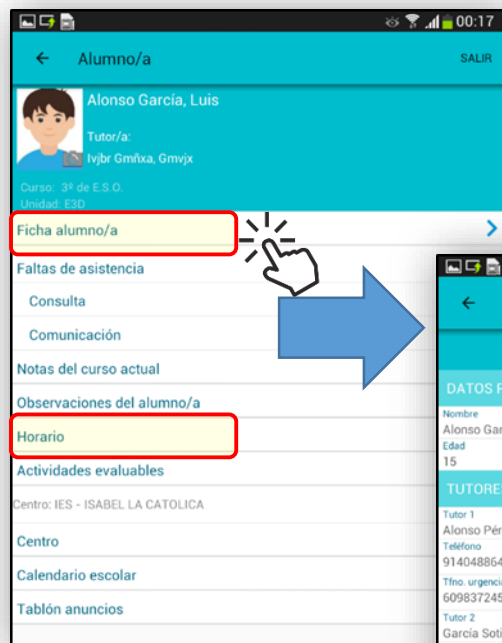 00:17
Alumno/a
SALIR
Alonso García, Luis
Tutor/a:
Ivjbr Gmñxa, Gmvjx
Curso: 3º de E.S.O.
Unidad: E3D
Ficha alumno/a
Faltas de asistencia
Consulta
Comunicación
Notas del curso actual
Observaciones del alumno/a
Horario
Actividades evaluables
Centro: IES - ISABEL LA CATOLICA
Centro
Calendario escolar
Tablón anuncios
DATOS
Nombre
Alonso Gar
Edad
15
TUTORE
Tutor 1
Alonso Pér
Teléfono
914048864
Tfno. urgencia
609837245
Tutor 2
García Soti